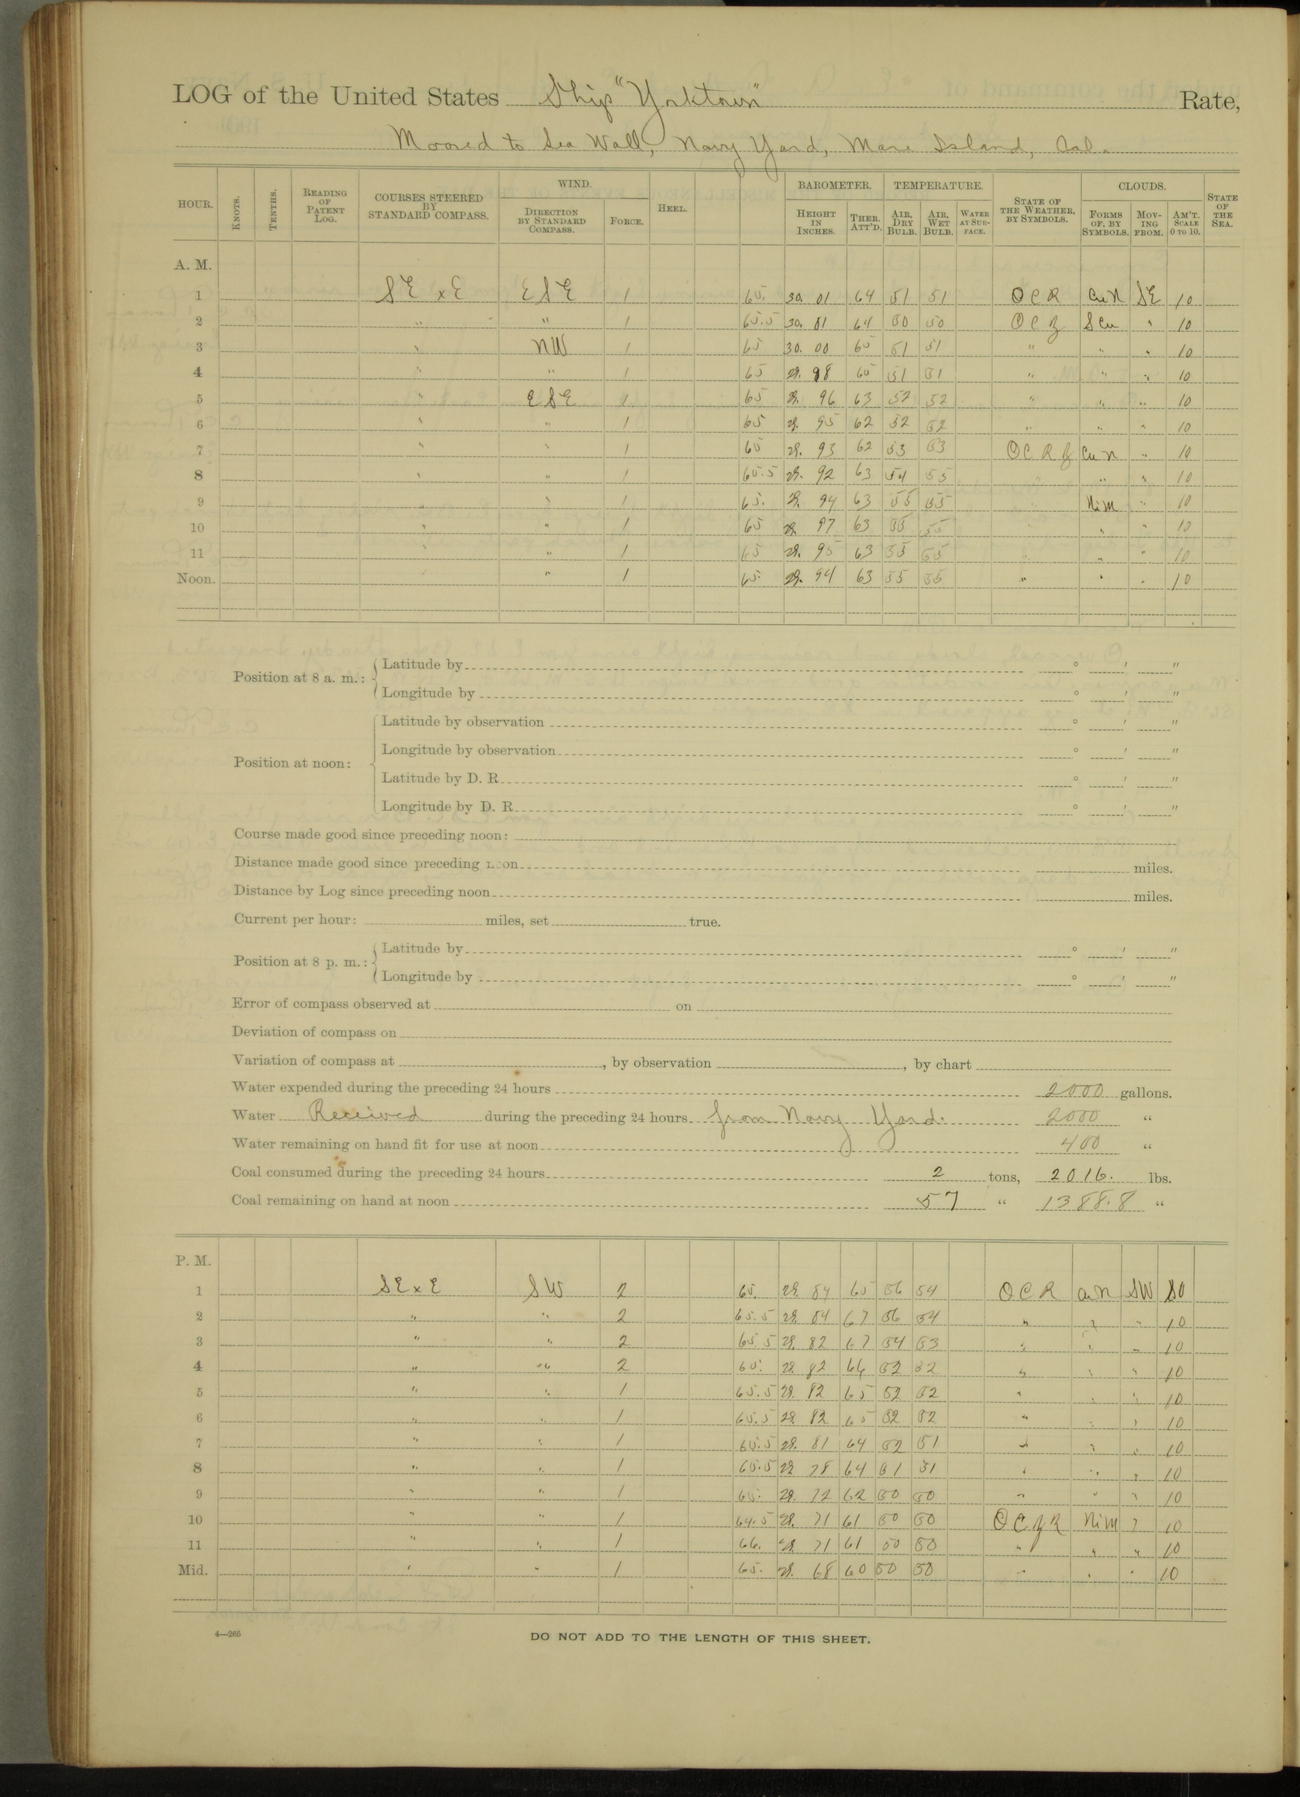 LOG of the United States Ship "Yorktown" Rate,
Moored to Sea Wall, Navy Yard, Mare Island, Cal.
HOUR. KNOTS. TENTHS. READING OF PATENT LOG. COURSES STEERED BY STANDARD COMPASS. WIND. DIRECTION BY STANDARD COMPASS. FORCE. HEEL. BAROMETER. HEIGHT IN INCHES. THER. ATT'D. TEMPERATURE. AIR, DRY BULB. AIR, WET BULB. WATER AT SURFACE. STATE OF THE WEATHER, BY SYMBOLS. CLOUDS. FORMS OF, BY SYMBOLS. MOVING FROM. AM'T. SCALE 0 TO 10. STATE OF THE SEA.
A. M.
1 SE x E ESE 1 65. 30. 01 64 51 51 O C R Cu N SE 10
2 " " 1 65.5 30. 01 64 50 50 O C Z S Cu " 10
3 " NW 1 65 30. 00 65 51 51 " " " 10
4 " " 1 65 29. 98 65 51 51 " " " 10
5 " ESE 65 29. 96 63 52 52 " " " 10
6 " " 1 65 29. 95 62 52 52 " " " 10
7 " " 1 65 29. 93 62 53 53 O C R Z Cu N " 10
8 " " 1 65.5 29. 92 63 54 55 " " 10
9 " 1 65. 29. 94 63 55 55 Nim " 10
10 " " 1 65 29. 97 63 55 55 " " 10
11 " " 1 65 29. 95 63 55 55 " " 10
Noon. " 1 65. 29. 94 63 55 55 " " " 10
Position at 8 a. m.: Latitude by ° ' "
Longitude by ° ' "
Position at noon: Latitude by observation ° ' "
Longitude by observation ° ' "
Latitude by D. R. ° ' "
Longitude by D. R. ° ' "
Course made good since preceding noon:
Distance made good since preceding noon miles.
Distance by Log since preceding noon miles.
Current per hour: miles, set true.
Position at 8 p. m.: Latitude by ° ' "
Longitude by ° ' "
Error of compass observed at on
Deviation of compass on
Variation of compass at , by observation , by chart
Water expended during the preceding 24 hours 2000 gallons.
Water Received during the preceding 24 hours from Navy Yard. 2000 "
Water remaining on hand fit for use at noon 400 "
Coal consumed during the preceding 24 hours 2 tons, 2016. lbs.
Coal remaining on hand at noon 57 " 1388.8 "
P. M.
1 SE x E SW 2 65. 29. 84 65 56 54 O C R Cu N SW 10
2 " " 2 65.5 29. 84 67 56 54 " " " 10
3 " " 2 65.5 29. 82 67 54 53 " " " 10
4 " " 2 65. 29. 82 66 52 52 " " " 10
5 " " 1 65.5 29. 82 65 52 52 " " " 10
6 " " 1 65.5 29. 82 65 52 52 " " " 10
7 " " 1 65.5 29. 81 64 52 51 " " " 10
8 " " 1 65.5 29. 78 64 51 51 " " " 10
9 " " 1 65. 29. 72 62 50 50 " " " 10
10 " " 1 64.5 29. 71 61 50 50 O C Z R Nim " 10
11 " " 1 66. 29. 71 61 50 50 " " " 10
Mid. " " 1 65. 29. 68 60 50 50 " " " 10
4—265
DO NOT ADD TO THE LENGTH OF THIS SHEET.